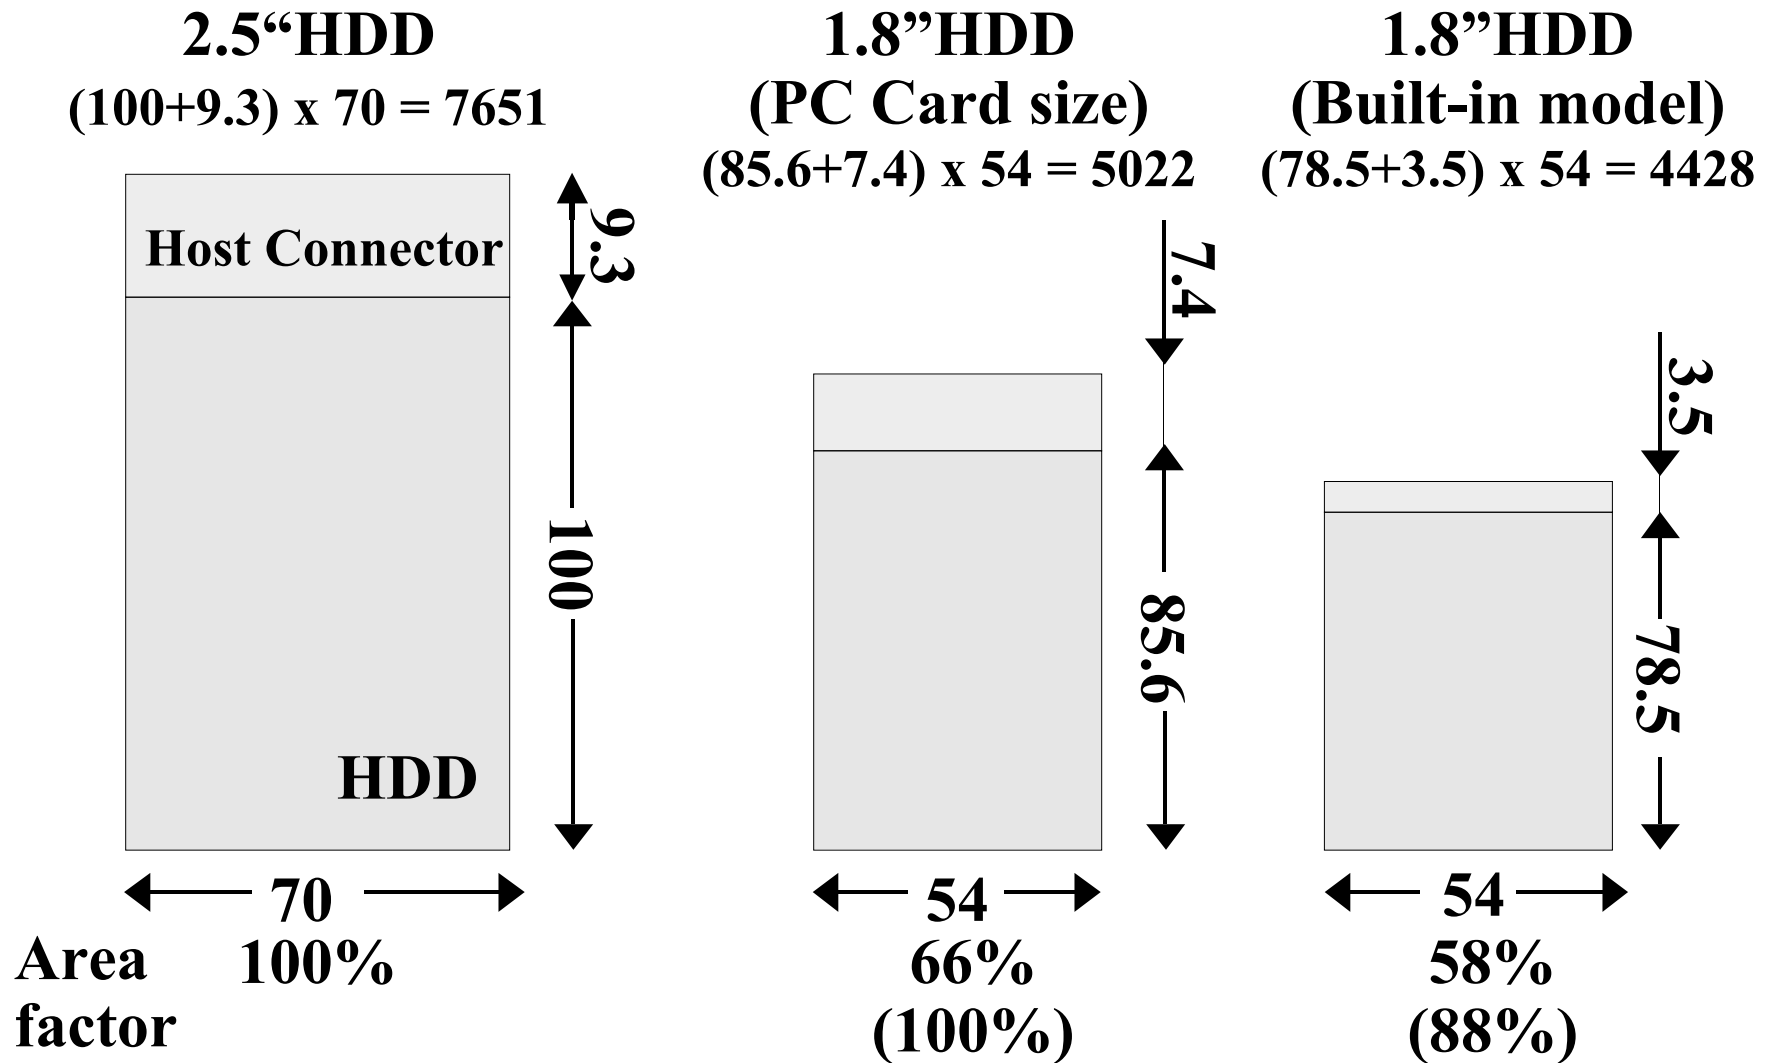 2.5“HDD
(100+9.3) x 70 = 7651
Host Connector
9.3
100
HDD
70
1.8”HDD
(PC Card size)
(85.6+7.4) x 54 = 5022
7.4
85.6
54
1.8”HDD
(Built-in model)
(78.5+3.5) x 54 = 4428
3.5
78.5
54
Area
factor
100%
66%
(100%)
58%
(88%)